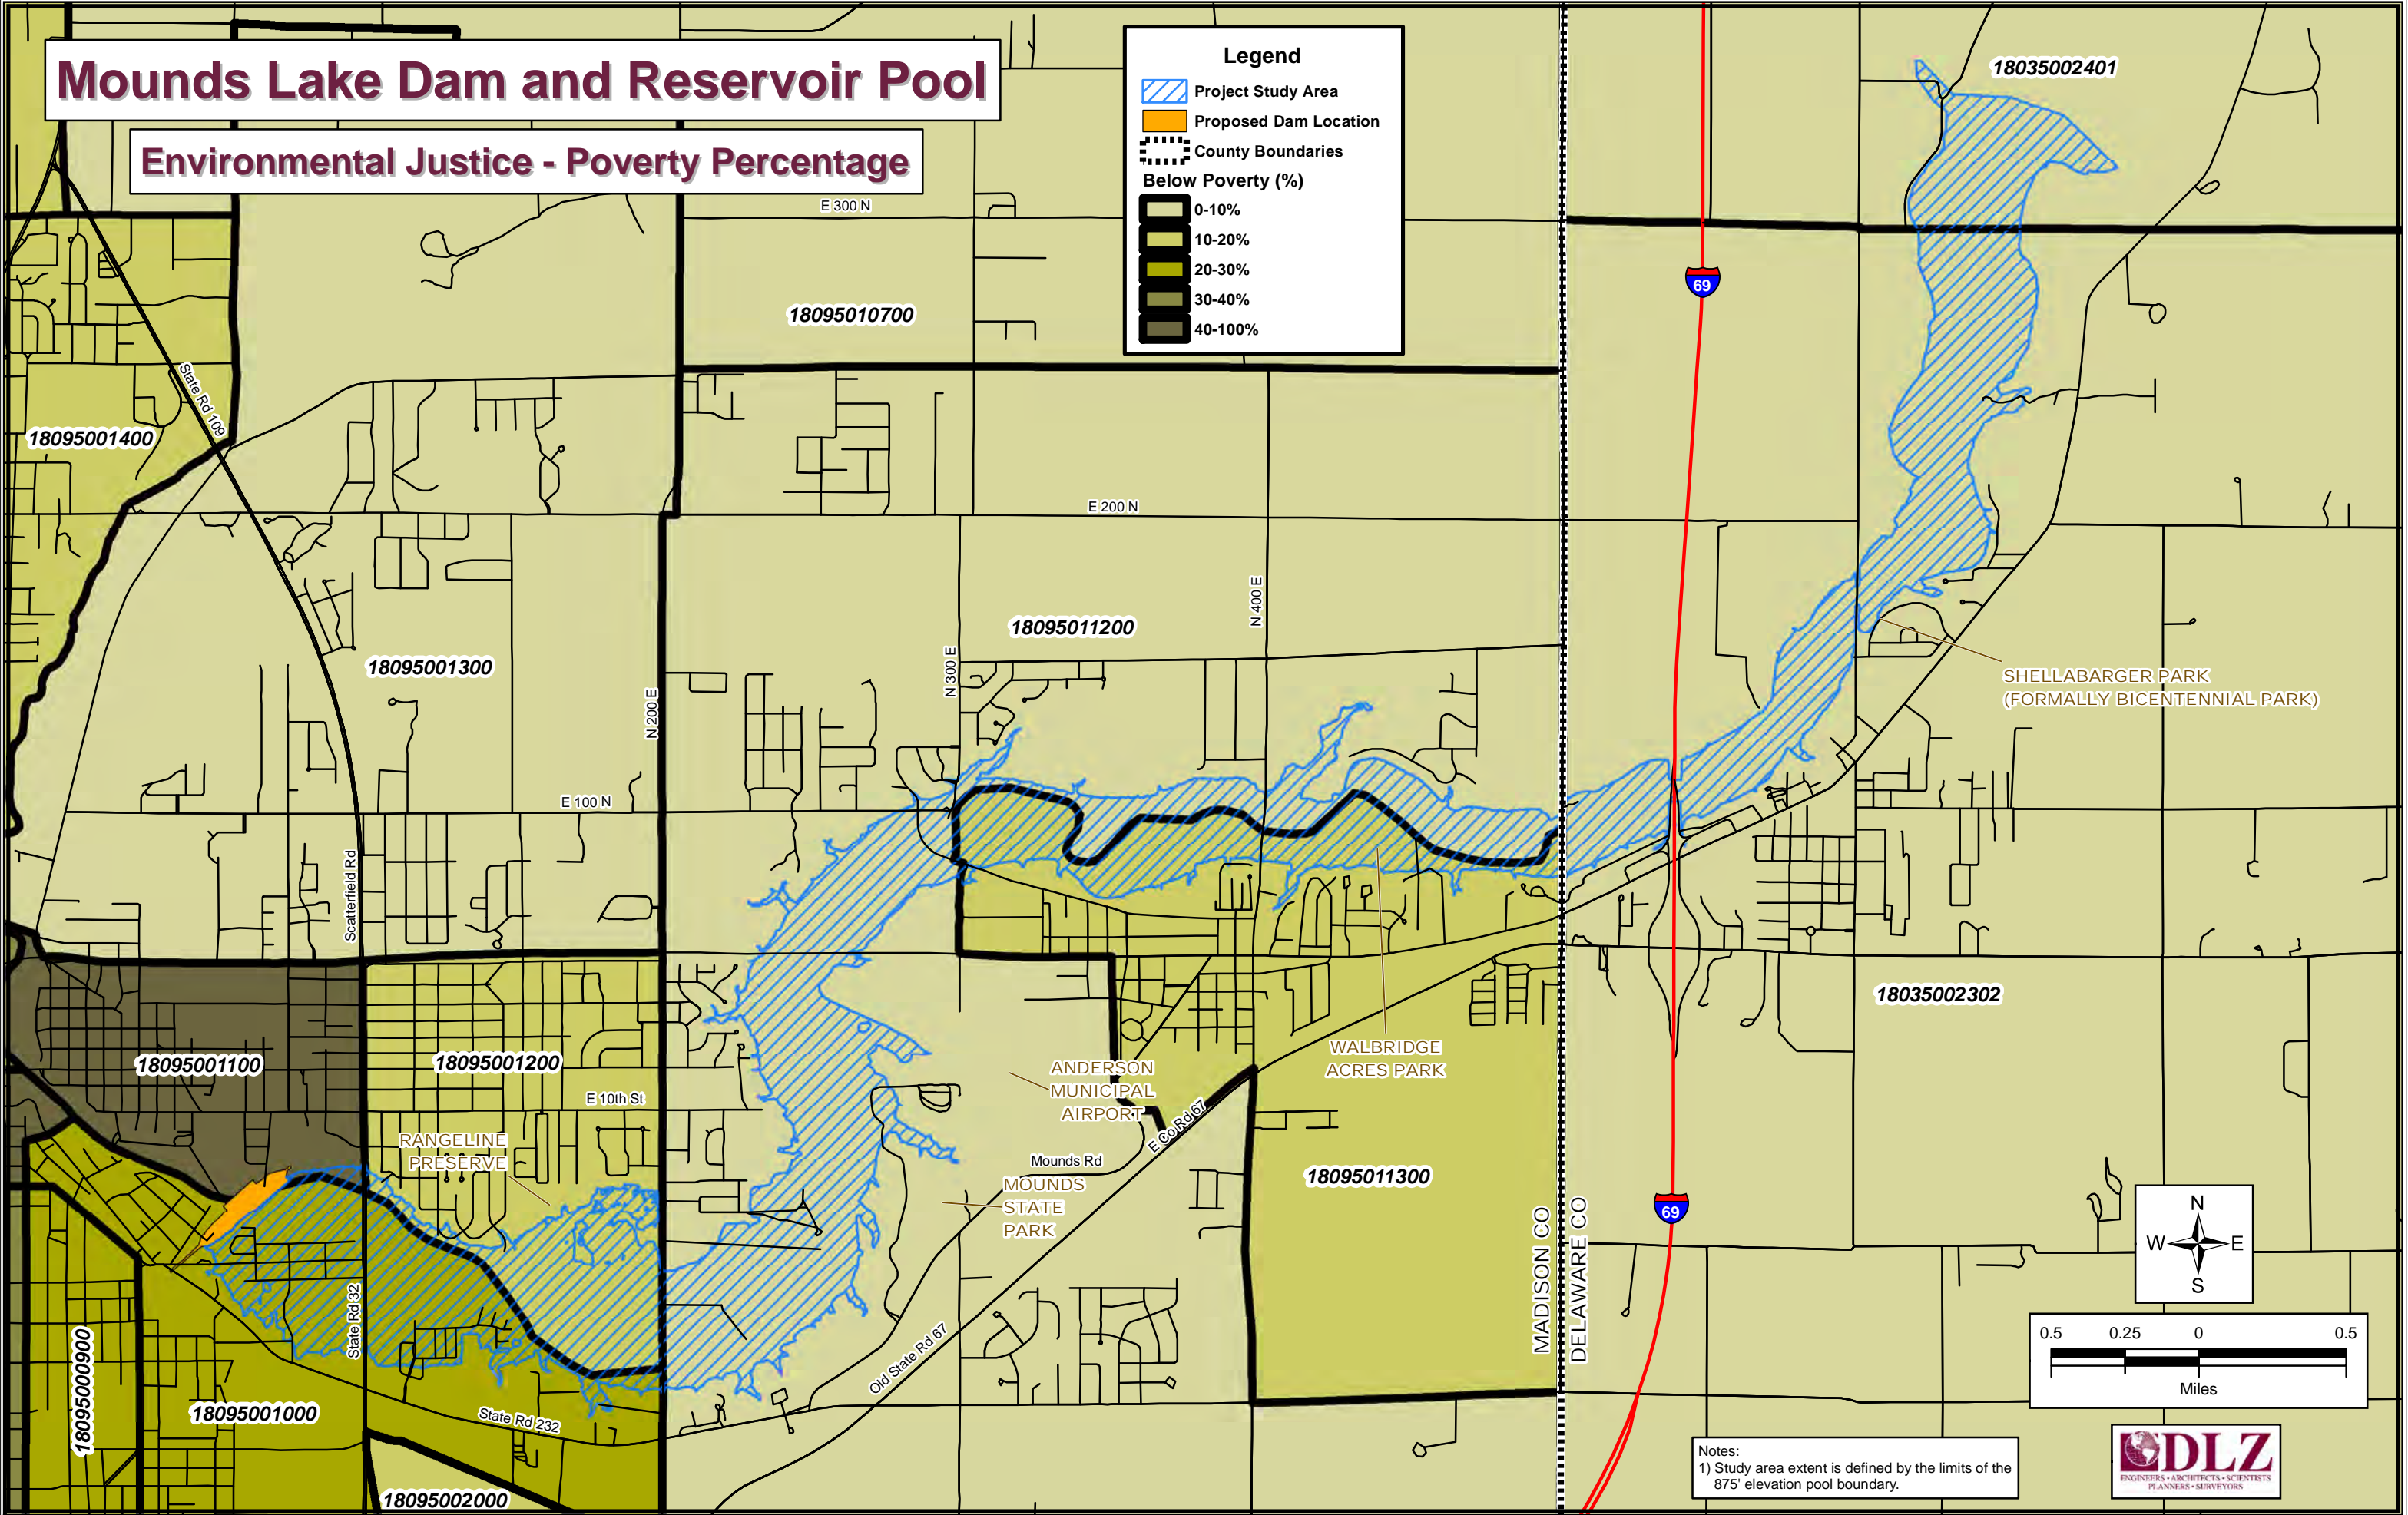 Mounds Lake Dam and Reservoir Pool
Environmental Justice - Poverty Percentage
Legend
Project Study Area
Proposed Dam Location
County Boundaries
Below Poverty (%)
0-10%
10-20%
20-30%
30-40%
40-100%
18035002401
E 300 N
69
18095010700
State Rd 109
18095001400
E 200 N
N 400 E
18095011200
N 300 E
18095001300
N 200 E
SHELLABARGER PARK
(FORMALLY BICENTENNIAL PARK)
E 100 N
Scatterfield Rd
18035002302
WALBRIDGE
ACRES PARK
18095001100
18095001200
ANDERSON
MUNICIPAL
AIRPORT
E 10th St
E Co Rd 67
RANGELINE
PRESERVE
Mounds Rd
MOUNDS
STATE
PARK
18095011300
69
MADISON CO
DELAWARE CO
N
W E
S
State Rd 32
Old State Rd 67
0.5 0.25 0 0.5
Miles
18095000900
18095001000
State Rd 232
18095002000
Notes:
1) Study area extent is defined by the limits of the
875' elevation pool boundary.
DLZ
ENGINEERS • ARCHITECTS • SCIENTISTS
PLANNERS • SURVEYORS